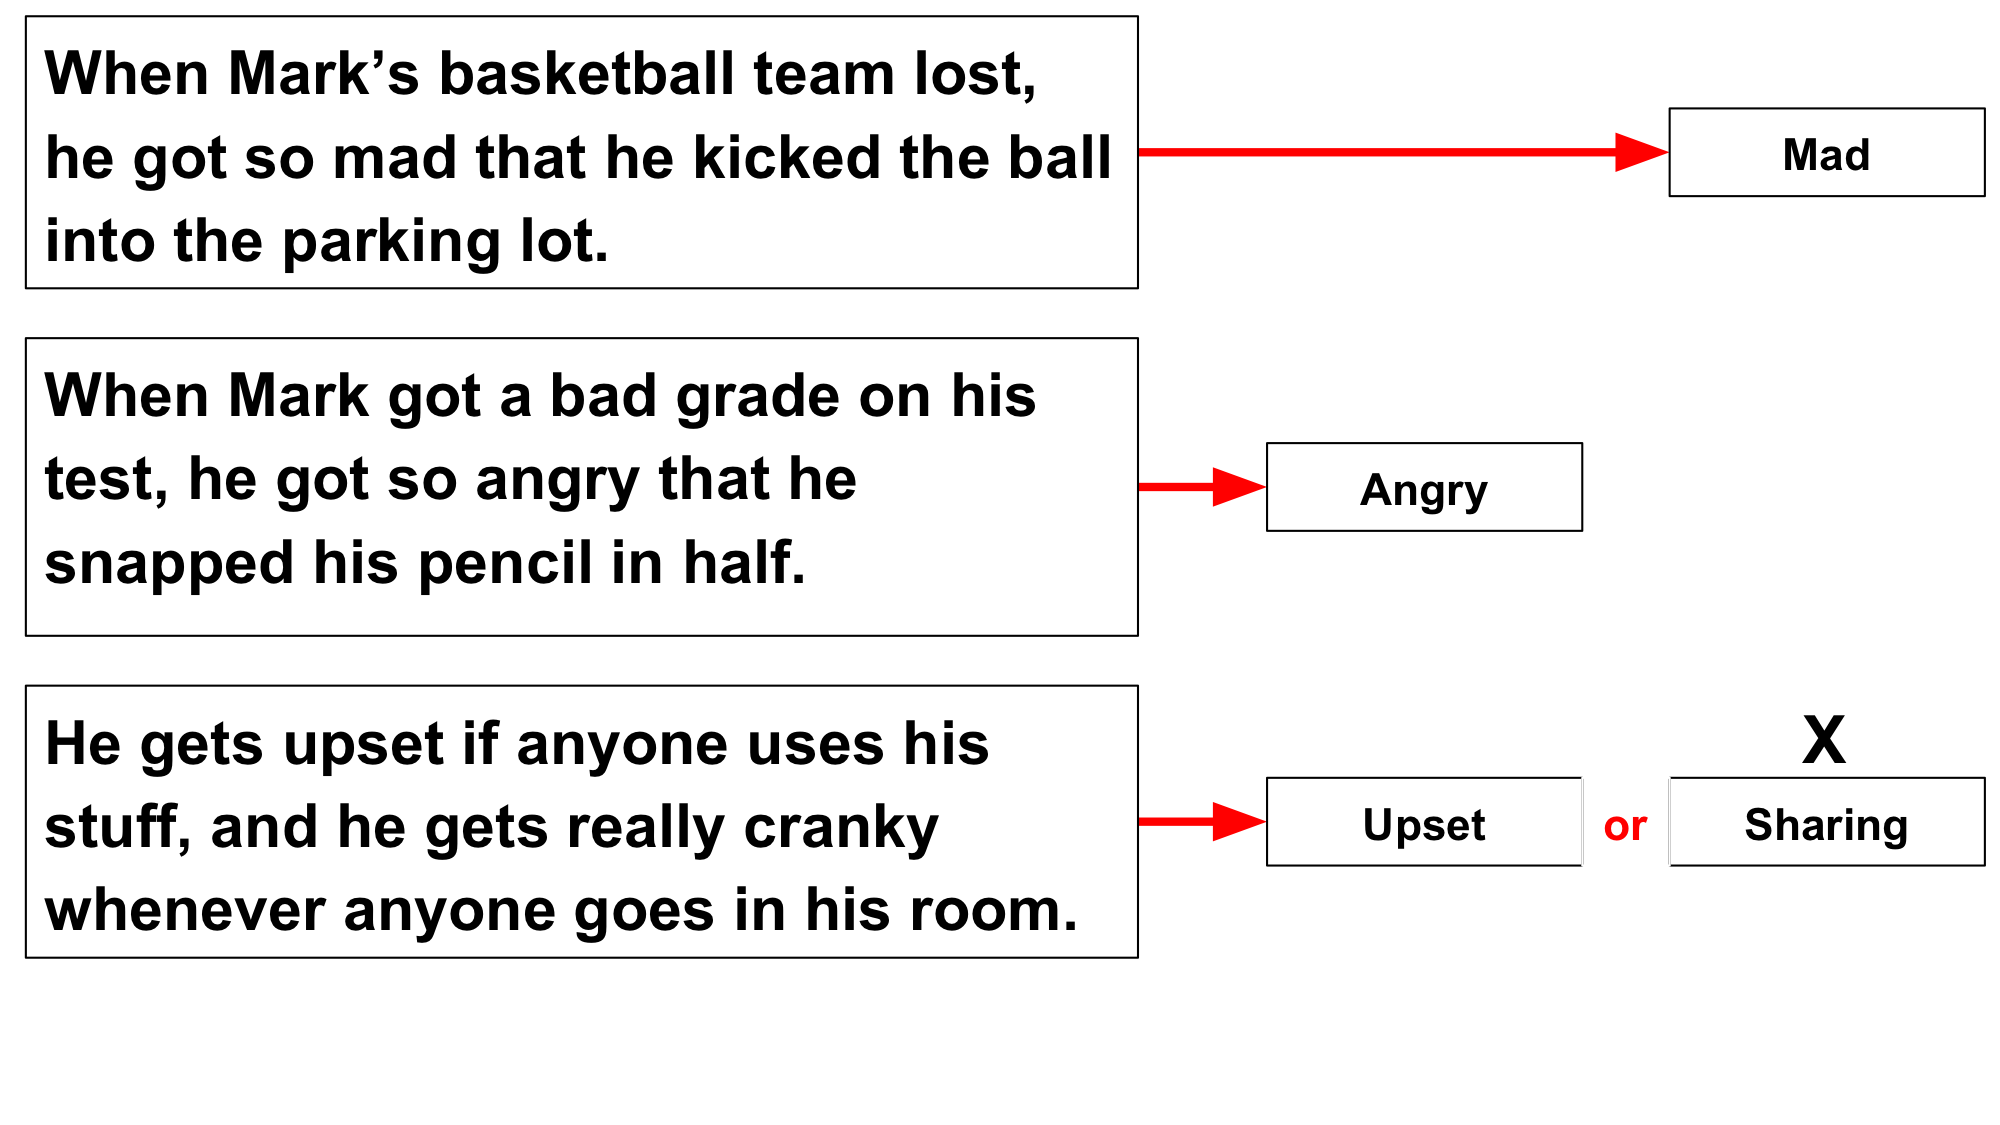 When Mark’s basketball team lost,
he got so mad that he kicked the ball
into the parking lot.
Mad
When Mark got a bad grade on his
test, he got so angry that he
snapped his pencil in half.
Angry
He gets upset if anyone uses his
stuff, and he gets really cranky
whenever anyone goes in his room.
X
Upset or Sharing